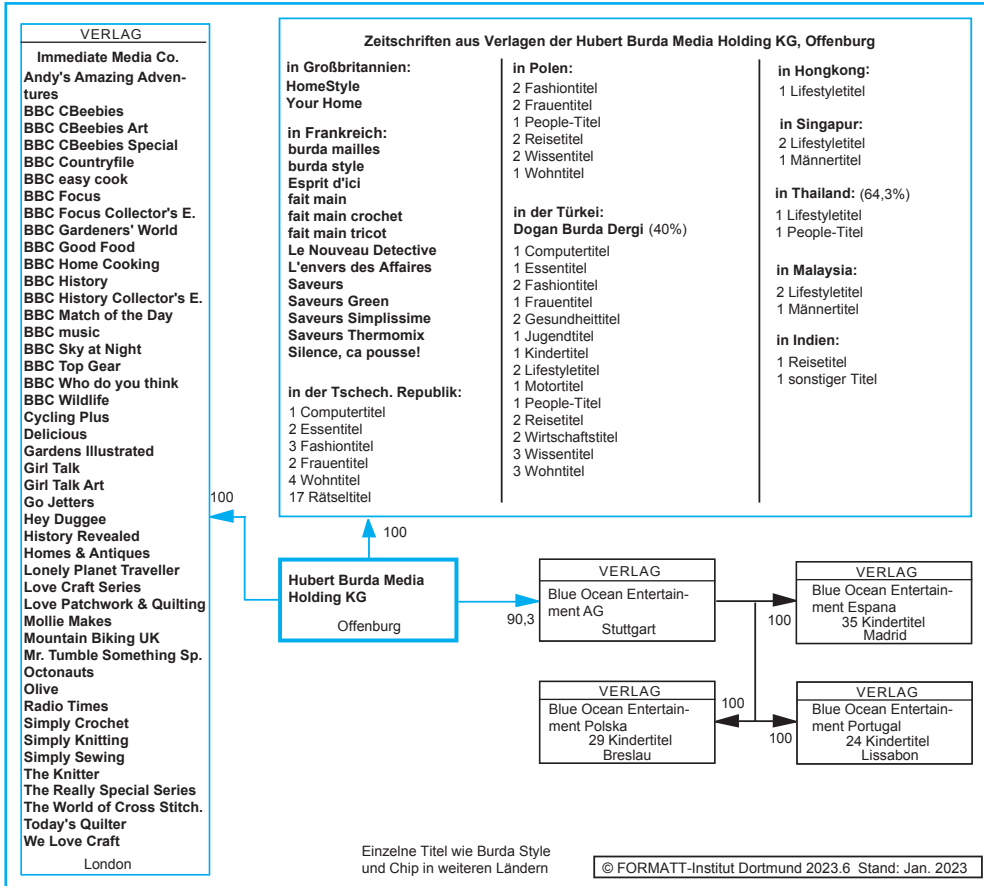 VERLAG
Immediate Media Co.
Andy's Amazing Adven-
tures
BBC CBeebies
BBC CBeebies Art
BBC CBeebies Special
BBC Countryfile
BBC easy cook
BBC Focus
BBC Focus Collector's E.
BBC Gardeners' World
BBC Good Food
BBC Home Cooking
BBC History
BBC History Collector's E.
BBC Match of the Day
BBC music
BBC Sky at Night
BBC Top Gear
BBC Who do you think
BBC Wildlife
Cycling Plus
Delicious
Gardens Illustrated
Girl Talk
Girl Talk Art
Go Jetters
Hey Duggee
History Revealed
Homes & Antiques
Lonely Planet Traveller
Love Craft Series
Love Patchwork & Quilting
Mollie Makes
Mountain Biking UK
Mr. Tumble Something Sp.
Octonauts
Olive
Radio Times
Simply Crochet
Simply Knitting
Simply Sewing
The Knitter
The Really Special Series
The World of Cross Stitch.
Today's Quilter
We Love Craft
London
Zeitschriften aus Verlagen der Hubert Burda Media Holding KG, Offenburg
in Großbritannien:
HomeStyle
Your Home
in Frankreich:
burda mailles
burda style
Esprit d'ici
fait main
fait main crochet
fait main tricot
Le Nouveau Detective
L'envers des Affaires
Saveurs
Saveurs Green
Saveurs Simplissime
Saveurs Thermomix
Silence, ca pousse!
in der Tschech. Republik:
1 Computertitel
2 Essentitel
3 Fashiontitel
2 Frauentitel
4 Wohntitel
17 Rätseltitel
in Polen:
2 Fashiontitel
2 Frauentitel
1 People-Titel
2 Reisetitel
2 Wissentitel
1 Wohntitel
in der Türkei:
Dogan Burda Dergi (40%)
1 Computertitel
1 Essentitel
2 Fashiontitel
1 Frauentitel
2 Gesundheittitel
1 Jugendtitel
1 Kindertitel
2 Lifestyletitel
1 Motortitel
1 People-Titel
2 Reisetitel
2 Wirtschaftstitel
3 Wissentitel
3 Wohntitel
in Hongkong:
1 Lifestyletitel
in Singapur:
2 Lifestyletitel
1 Männertitel
in Thailand: (64,3%)
1 Lifestyletitel
1 People-Titel
in Malaysia:
2 Lifestyletitel
1 Männertitel
in Indien:
1 Reisetitel
1 sonstiger Titel
100
100
Hubert Burda Media
Holding KG
Offenburg
90,3
VERLAG
Blue Ocean Entertain-
ment AG
Stuttgart
100
VERLAG
Blue Ocean Entertain-
ment Espana
35 Kindertitel
Madrid
VERLAG
Blue Ocean Entertain-
ment Polska
29 Kindertitel
Breslau
100
100
VERLAG
Blue Ocean Entertain-
ment Portugal
24 Kindertitel
Lissabon
Einzelne Titel wie Burda Style
und Chip in weiteren Ländern
© FORMATT-Institut Dortmund 2023.6 Stand: Jan. 2023